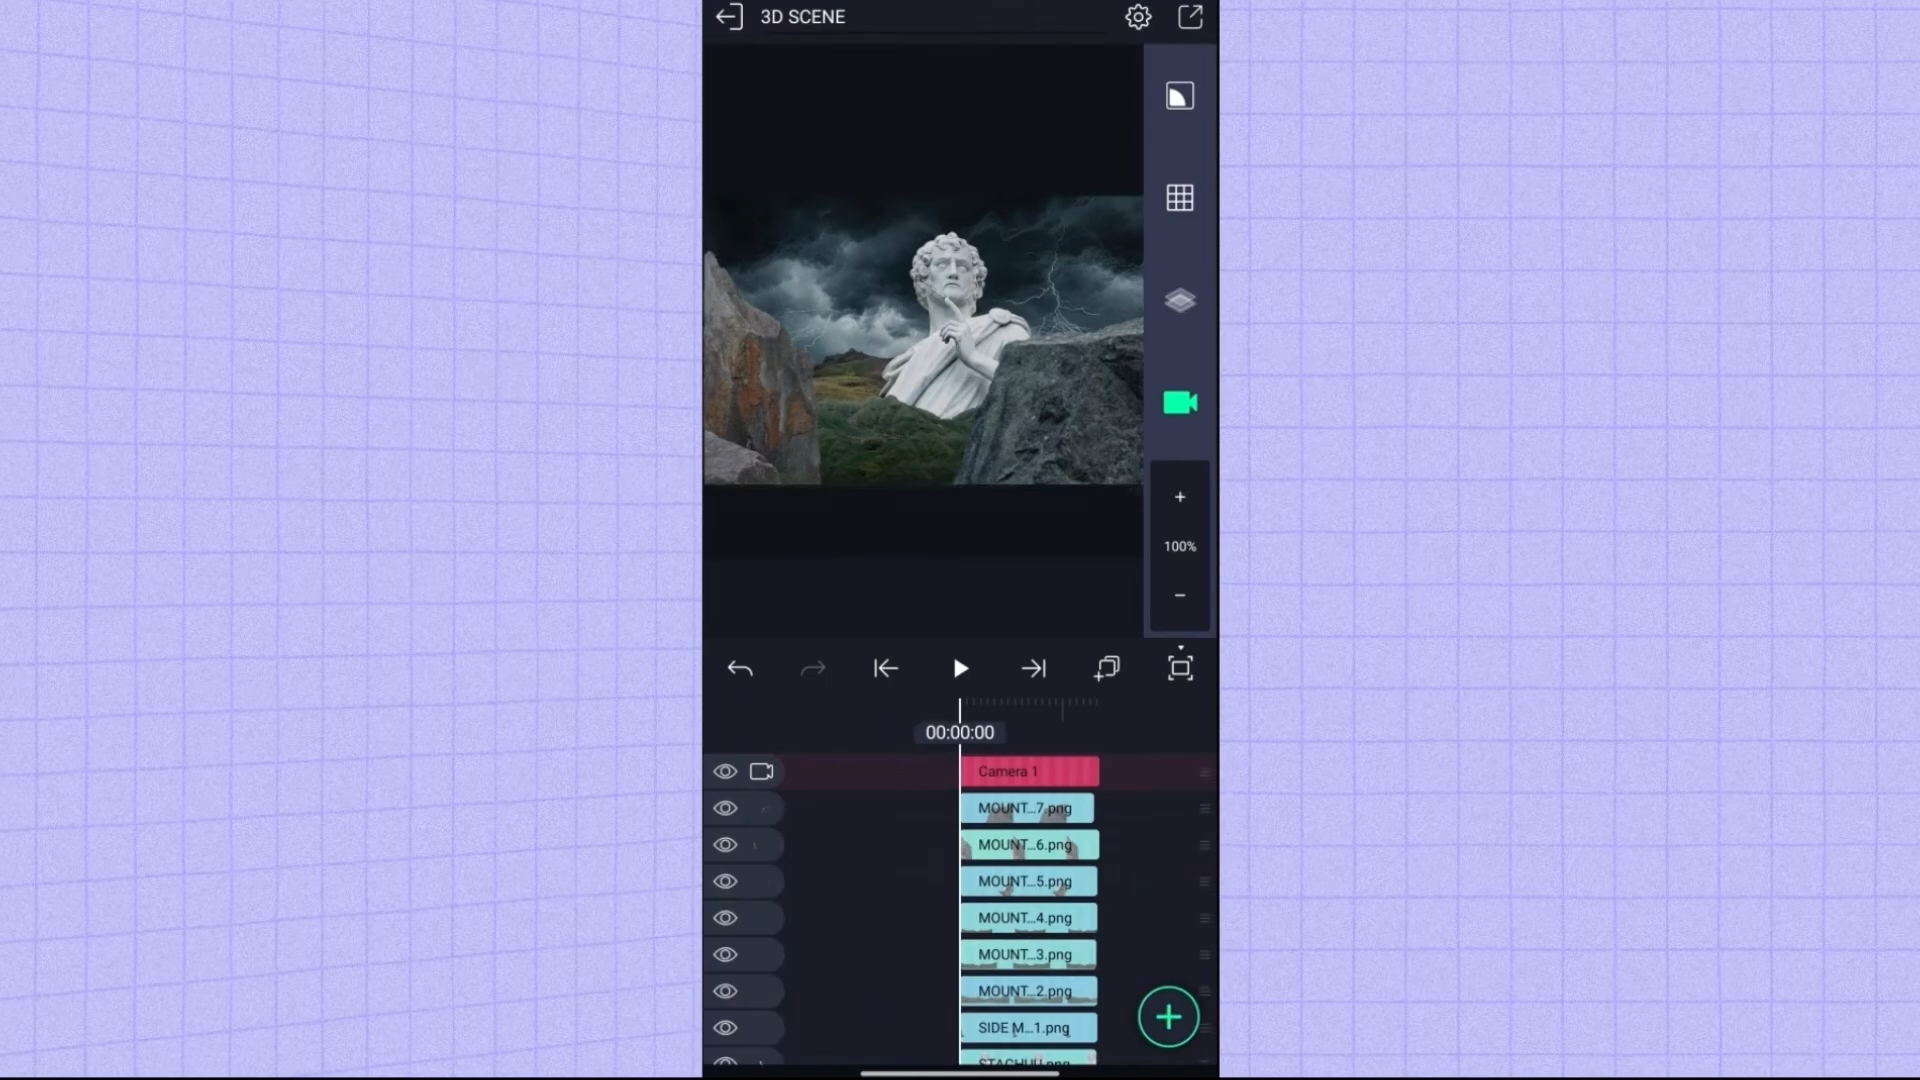 3D SCENE
100%
00:00:00
Camera 1
MOUNT...7.png
MOUNT...6.png
MOUNT...5.png
MOUNT...4.png
MOUNT...3.png
MOUNT...2.png
SIDE M...1.png